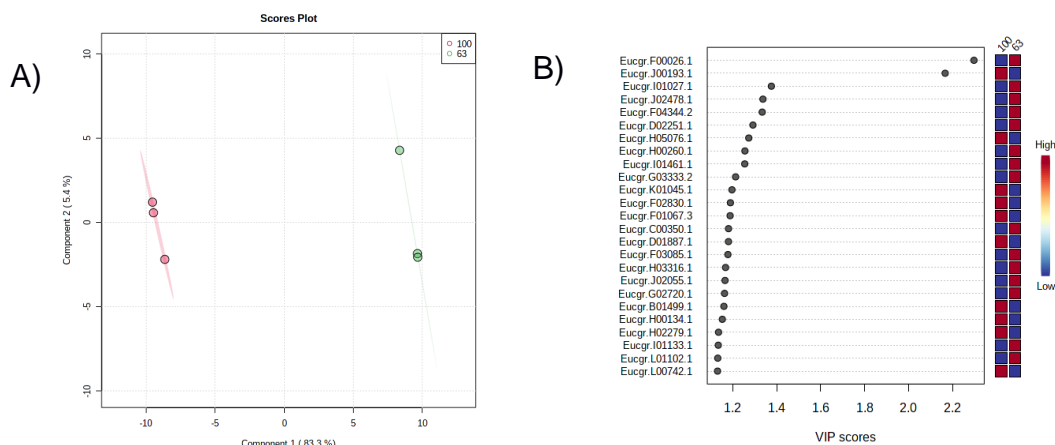 A)
Scores Plot
100
63
Component 2 ( 5.4 %)
10
5
0
-5
-10
-10
-5
0
5
10
Component 1 ( 83.3 %)
B)
100
63
Eucgr.F00026.1
Eucgr.J00193.1
Eucgr.I01027.1
Eucgr.J02478.1
Eucgr.F04344.2
Eucgr.D02251.1
Eucgr.H05076.1
Eucgr.H00260.1
Eucgr.I01461.1
Eucgr.G03333.2
Eucgr.K01045.1
Eucgr.F02830.1
Eucgr.F01067.3
Eucgr.C00350.1
Eucgr.D01887.1
Eucgr.F03085.1
Eucgr.H03316.1
Eucgr.J02055.1
Eucgr.G02720.1
Eucgr.B01499.1
Eucgr.H00134.1
Eucgr.H02279.1
Eucgr.I01133.1
Eucgr.L01102.1
Eucgr.L00742.1
High
Low
1.2
1.4
1.6
1.8
2.0
2.2
VIP scores